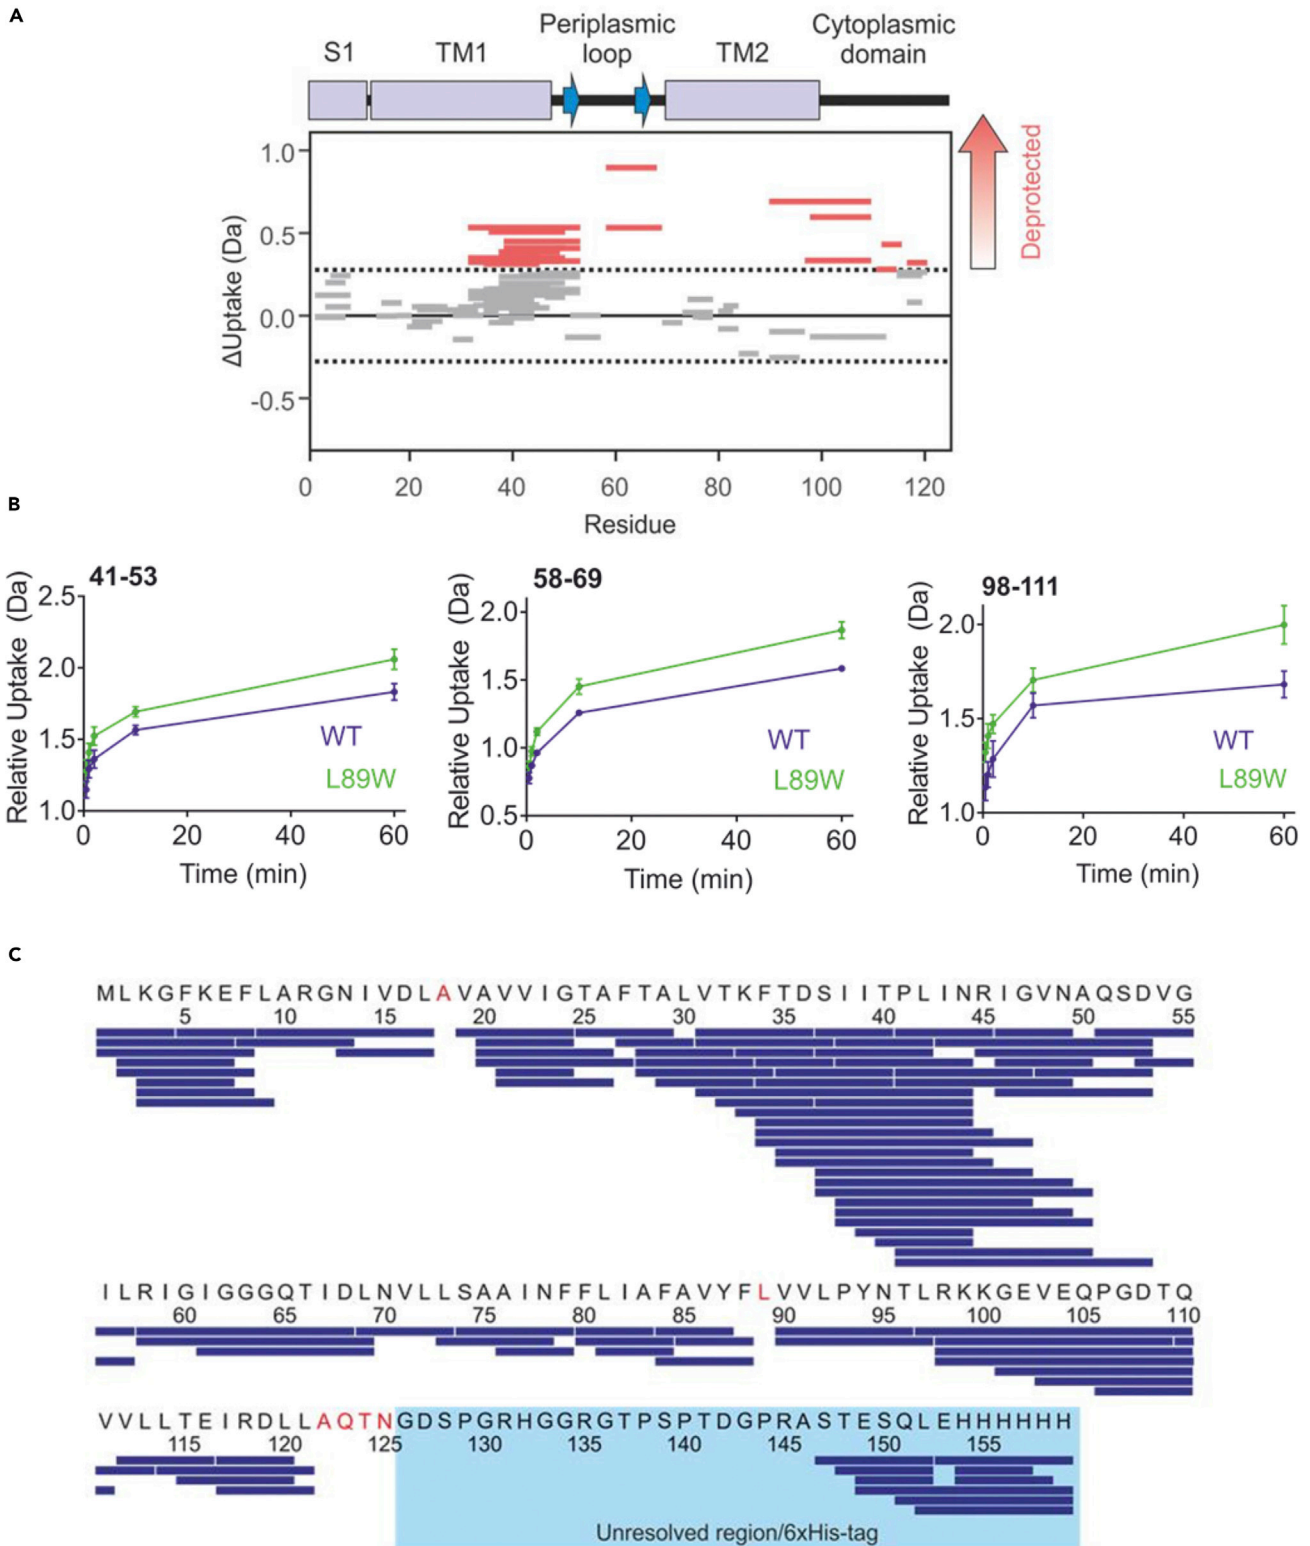 A
Periplasmic Cytoplasmic
S1 TM1 loop TM2 domain
1.0
0.5
0.0
-0.5
ΔUptake (Da)
Deprotected
0 20 40 60 80 100 120
Residue
B
41-53
2.5
2.0
1.5
1.0
Relative Uptake (Da)
WT
L89W
0 20 40 60
Time (min)
58-69
2.0
1.5
1.0
0.5
Relative Uptake (Da)
WT
L89W
0 20 40 60
Time (min)
98-111
2.0
1.5
1.0
Relative Uptake (Da)
WT
L89W
0 20 40 60
Time (min)
C
MLKGFKEFLARGNIVDLAVAVVIGTAFTALVTKFTDSIITPLINRIGVNAQSDVG
5 10 15 20 25 30 35 40 45 50 55
ILRIGIGGGQTIDLNVLLSAAINFFLIAFAVYFLVVLPYNTLRKKGEVEQPGDTQ
60 65 70 75 80 85 90 95 100 105 110
VVLLTEIRDLLAQTNGDSPGRHGGRGTPSPTDGPRASTESQLEHHHHHH
115 120 125 130 135 140 145 150 155
Unresolved region/6xHis-tag